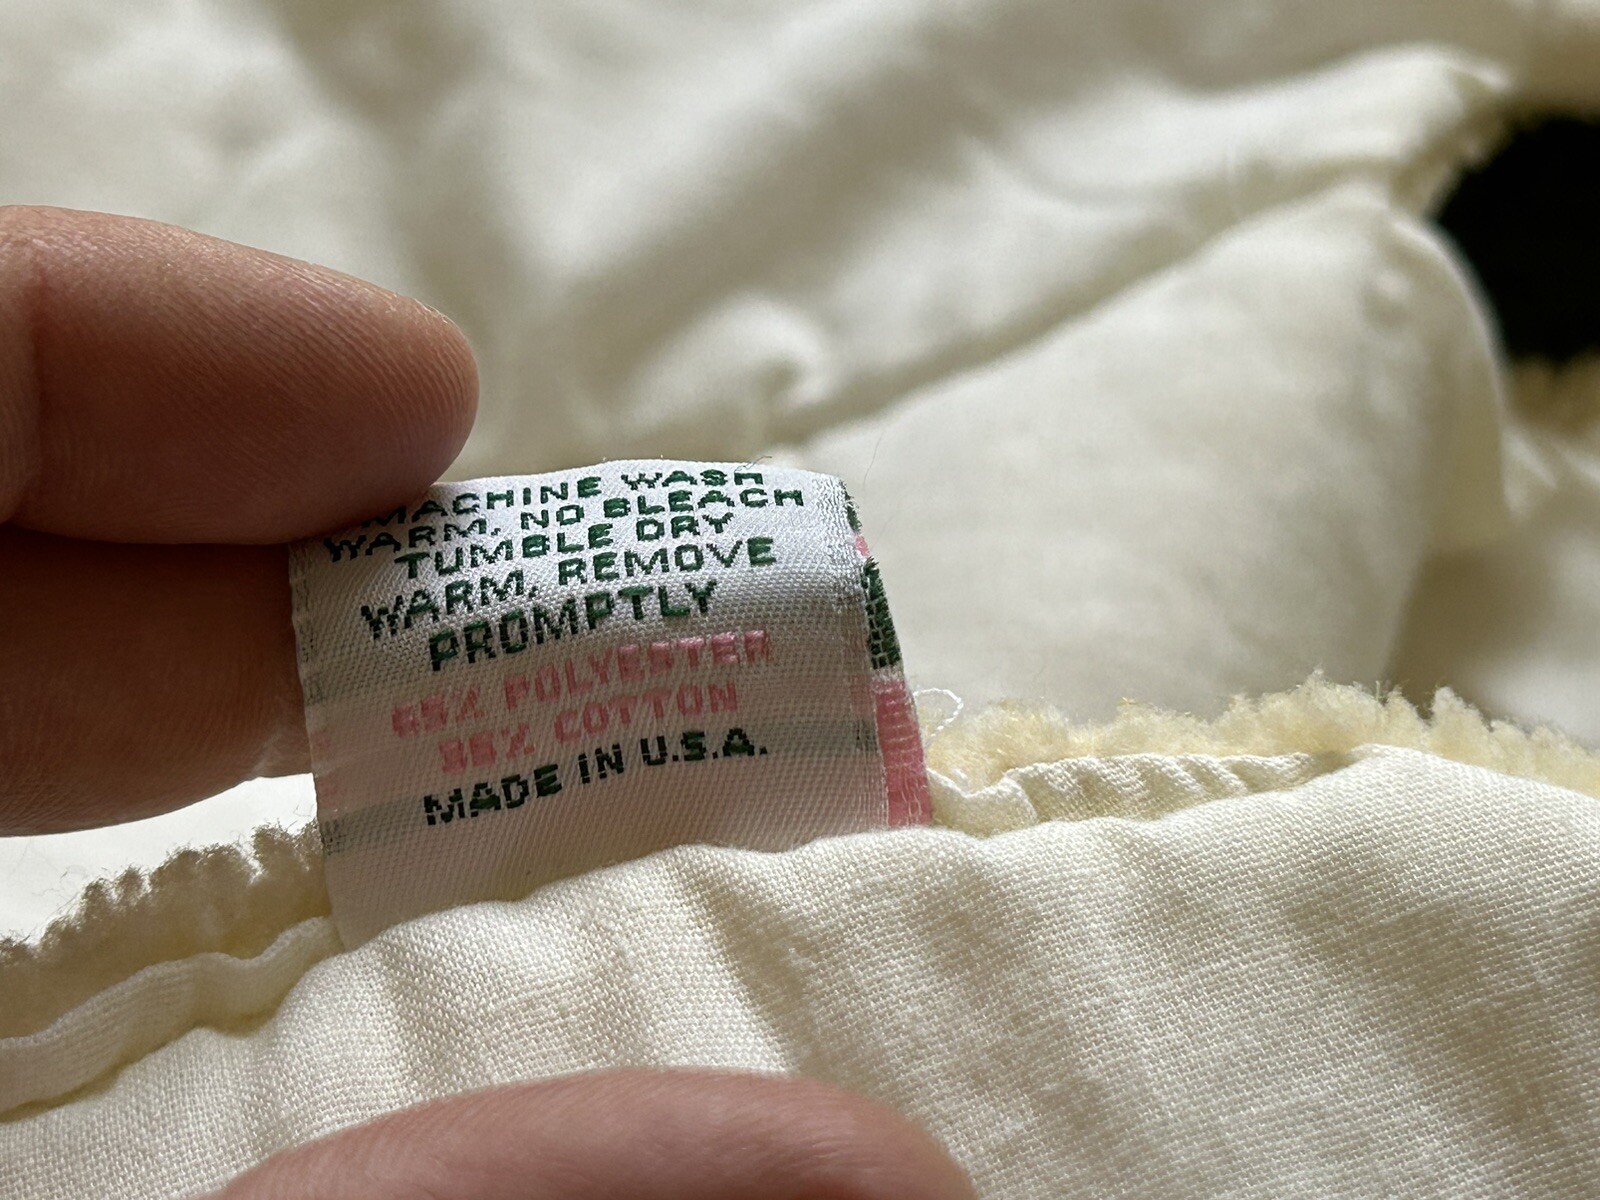 MACHINE WASH
WARM, NO BLEACH
TUMBLE DRY
WARM, REMOVE
PROMPTLY
65% POLYESTER
35% COTTON
MADE IN U.S.A.